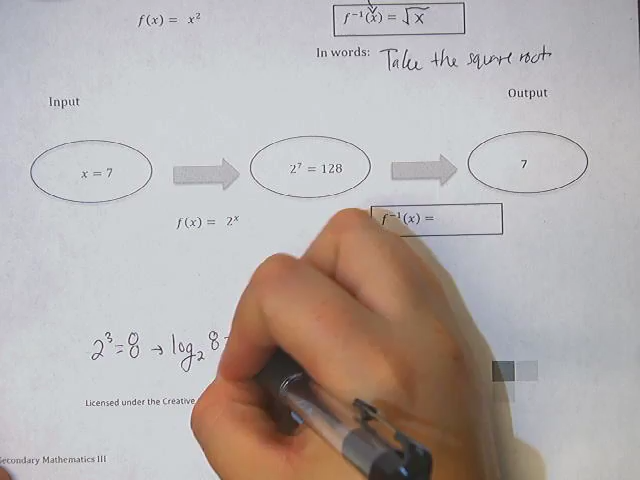 f(x) = x² f⁻¹(x) = √x
In words: Take the square root
Input Output
x = 7 2⁷ = 128 7
f(x) = 2ˣ f⁻¹(x) =
2³ = 8 → log₂ 8
Licensed under the Creative
Secondary Mathematics III